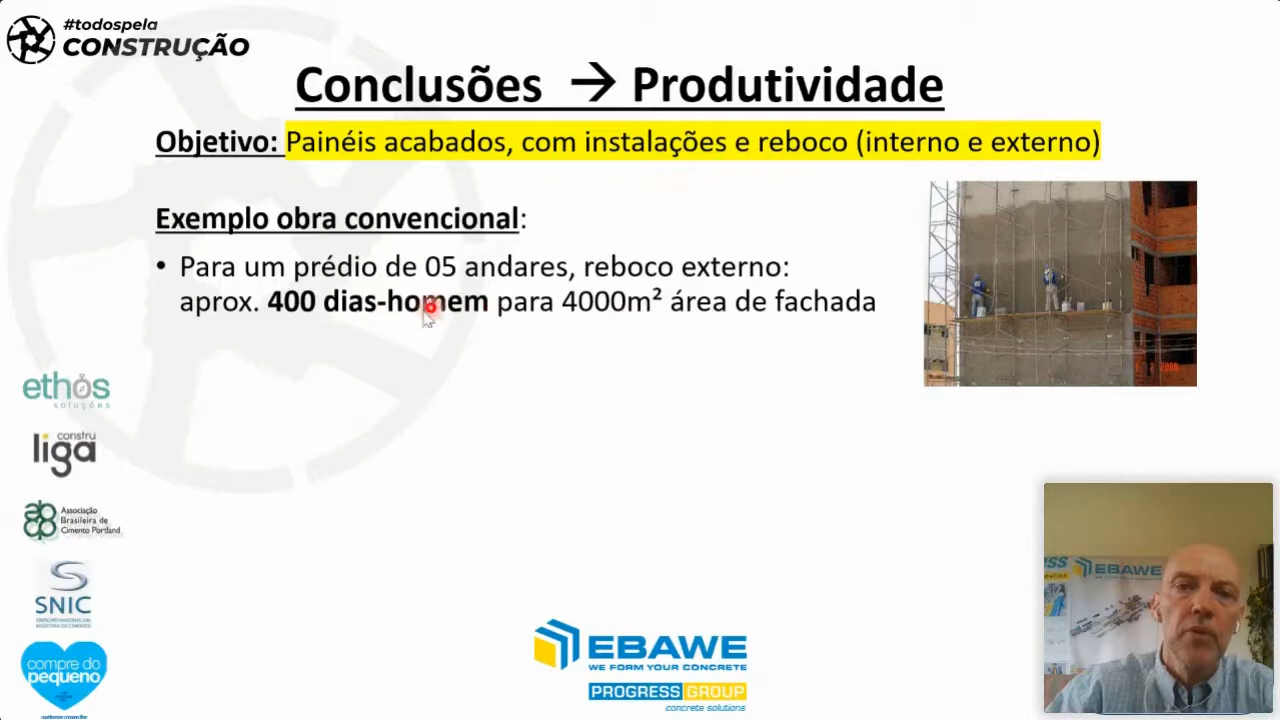 #todospela
CONSTRUÇÃO
Conclusões → Produtividade
Objetivo: Painéis acabados, com instalações e reboco (interno e externo)
Exemplo obra convencional:
• Para um prédio de 05 andares, reboco externo:
aprox. 400 dias-homem para 4000m² área de fachada
ethos
soluções
constru
liga
Associação
Brasileira de
Cimento Portland
SNIC
compre do
pequeno
EBAWE
WE FORM YOUR CONCRETE
PROGRESS GROUP
concrete solutions
EBAWE